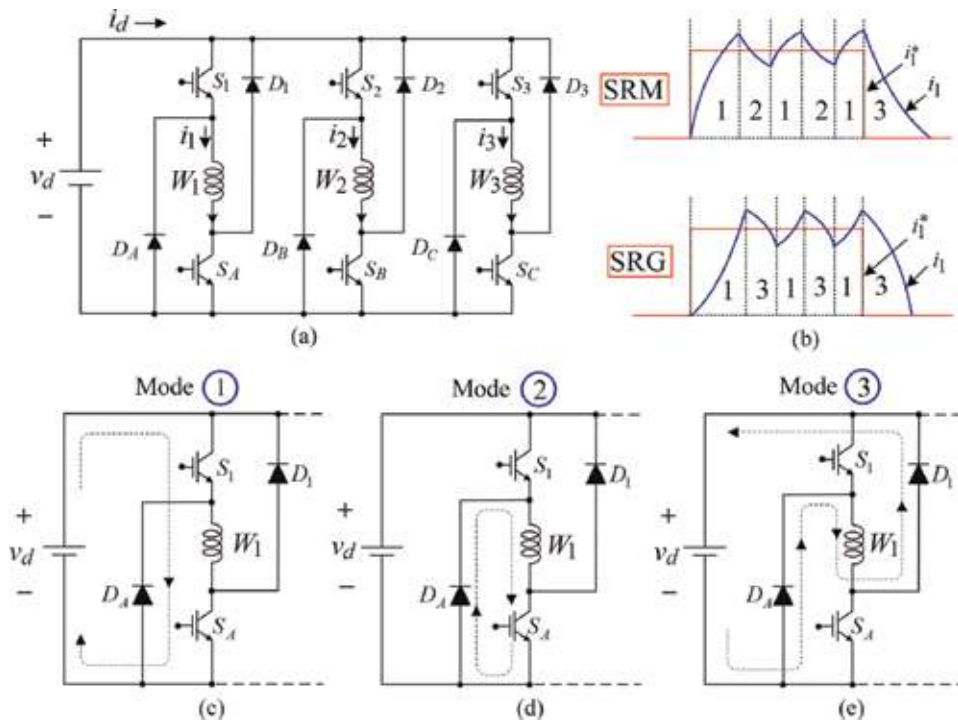 i_d
S_1
D_1
S_2
D_2
S_3
D_3
i_1
i_2
i_3
+
v_d
−
W_1
W_2
W_3
D_A
D_B
D_C
S_A
S_B
S_C
(a)
SRM
1 2 1 2 1 3
i_1^*
i_1
SRG
1 3 1 3 1 3
i_1^*
i_1
(b)
Mode 1
S_1
D_1
+
v_d
−
W_1
D_A
S_A
(c)
Mode 2
S_1
D_1
+
v_d
−
W_1
D_A
S_A
(d)
Mode 3
S_1
D_1
+
v_d
−
W_1
D_A
S_A
(e)